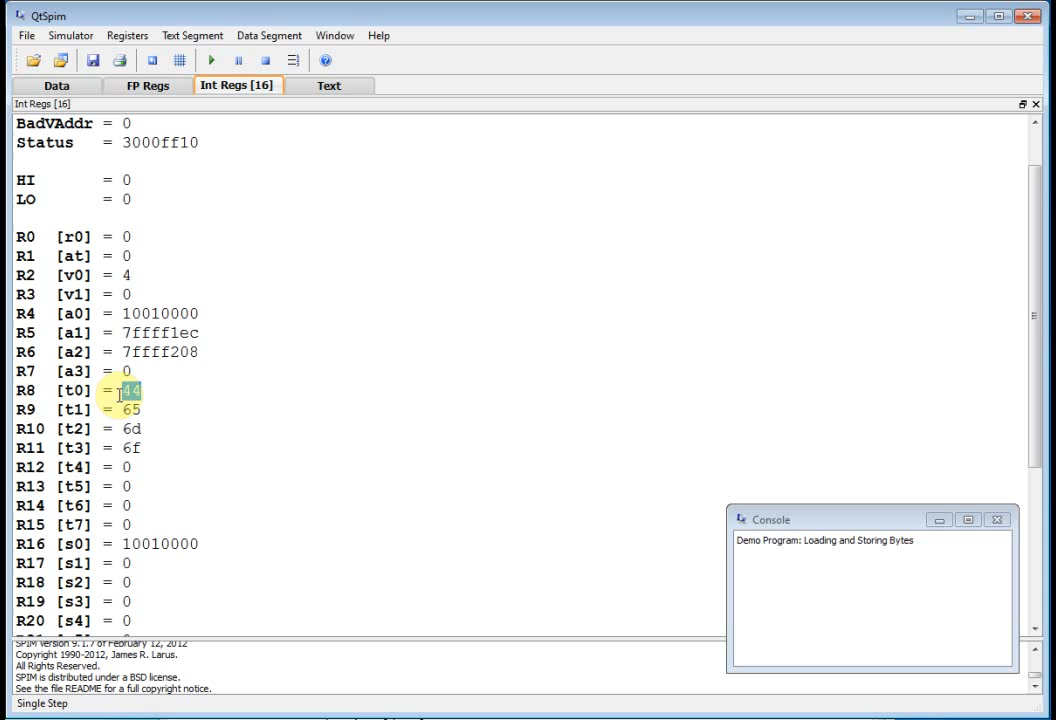 QtSpim
File Simulator Registers Text Segment Data Segment Window Help
Data FP Regs Int Regs [16] Text
Int Regs [16]
BadVAddr = 0
Status = 3000ff10
HI = 0
LO = 0
R0 [r0] = 0
R1 [at] = 0
R2 [v0] = 4
R3 [v1] = 0
R4 [a0] = 10010000
R5 [a1] = 7ffff1ec
R6 [a2] = 7ffff208
R7 [a3] = 0
R8 [t0] = 44
R9 [t1] = 65
R10 [t2] = 6d
R11 [t3] = 6f
R12 [t4] = 0
R13 [t5] = 0
R14 [t6] = 0
R15 [t7] = 0
R16 [s0] = 10010000
R17 [s1] = 0
R18 [s2] = 0
R19 [s3] = 0
R20 [s4] = 0
Console
Demo Program: Loading and Storing Bytes
SPIM Version 9.1.7 of February 12, 2012
Copyright 1990-2012, James R. Larus.
All Rights Reserved.
SPIM is distributed under a BSD license.
See the file README for a full copyright notice.
Single Step